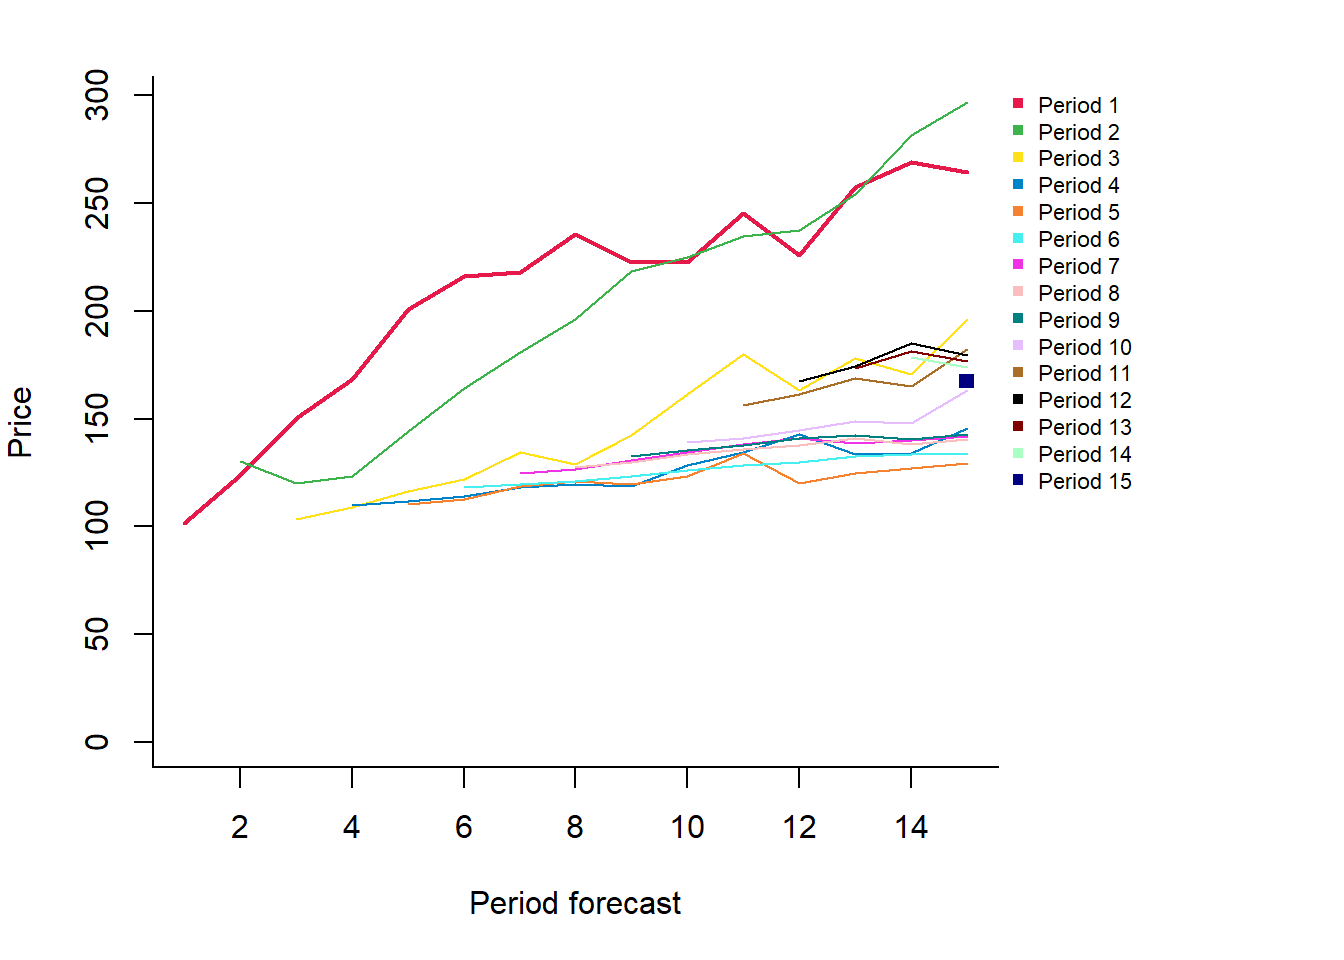 300
250
200
150
100
50
0
Price
2 4 6 8 10 12 14
Period forecast
Period 1
Period 2
Period 3
Period 4
Period 5
Period 6
Period 7
Period 8
Period 9
Period 10
Period 11
Period 12
Period 13
Period 14
Period 15